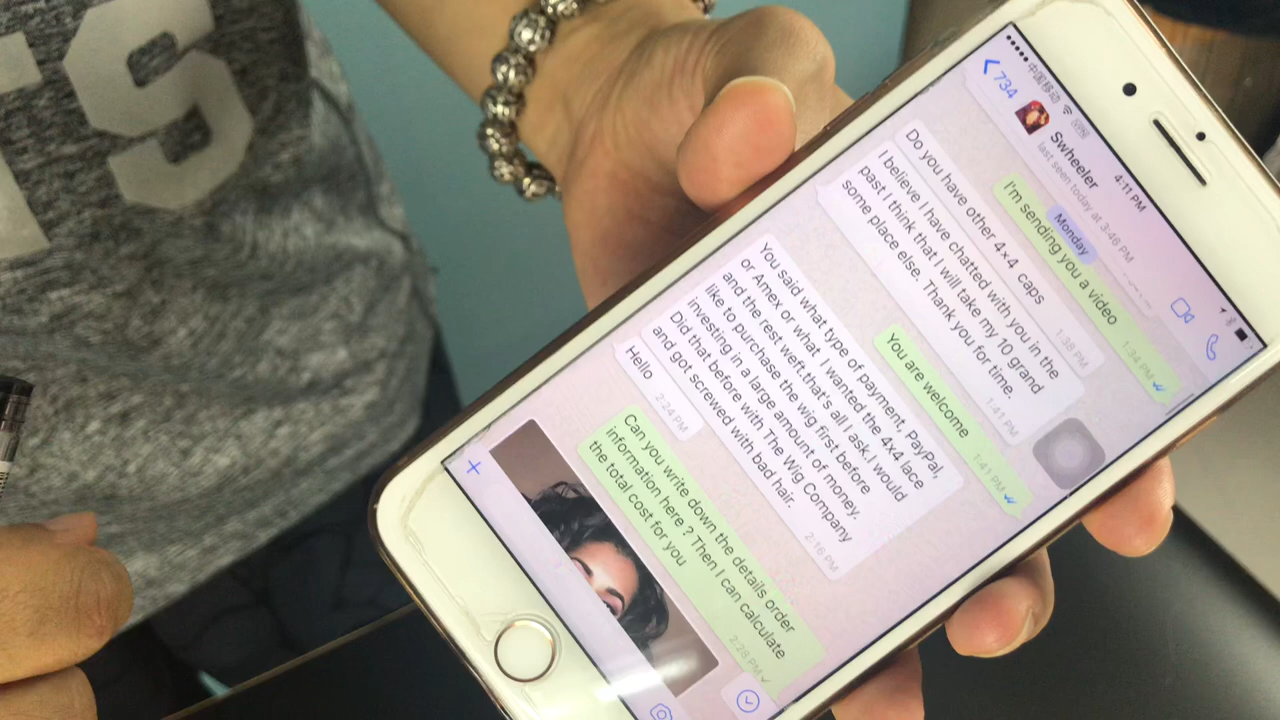 TS
中国移动
VPN
4:11 PM
734
Swheeler
last seen today at 3:46 PM
Monday
I'm sending you a video
1:34 PM
Do you have other 4×4 caps
1:38 PM
I believe I have chatted with you in the
past I think that I will take my 10 grand
some place else. Thank you for time.
1:41 PM
You are welcome
1:41 PM
You said what type of payment, PayPal,
or Amex or what I wanted the 4x4 lace
and the rest weft.that's all I ask.I would
like to purchase the wig first before
investing in a large amount of money.
Did that before with The Wig Company
and got screwed with bad hair.
2:16 PM
Hello
2:24 PM
Can you write down the details order
information here ? Then I can calculate
the total cost for you
2:28 PM